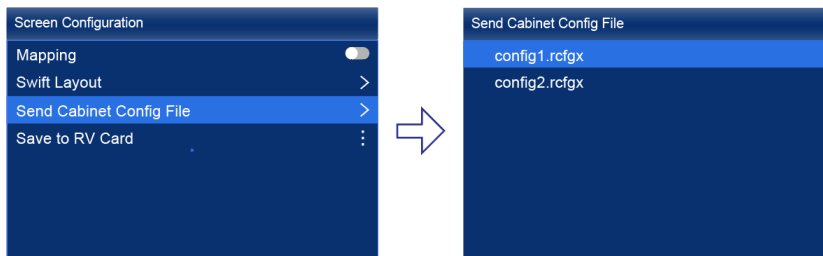 Screen Configuration
Mapping
Swift Layout
Send Cabinet Config File
Save to RV Card
Send Cabinet Config File
config1.rcfgx
config2.rcfgx